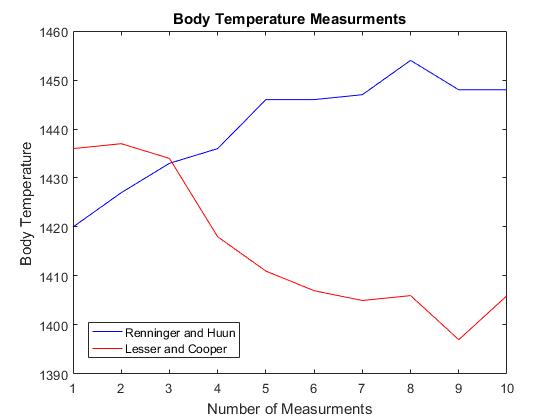 Body Temperature Measurments
1460
1450
1440
1430
1420
1410
1400
1390
Body Temperature
Renninger and Huun
Lesser and Cooper
1 2 3 4 5 6 7 8 9 10
Number of Measurments